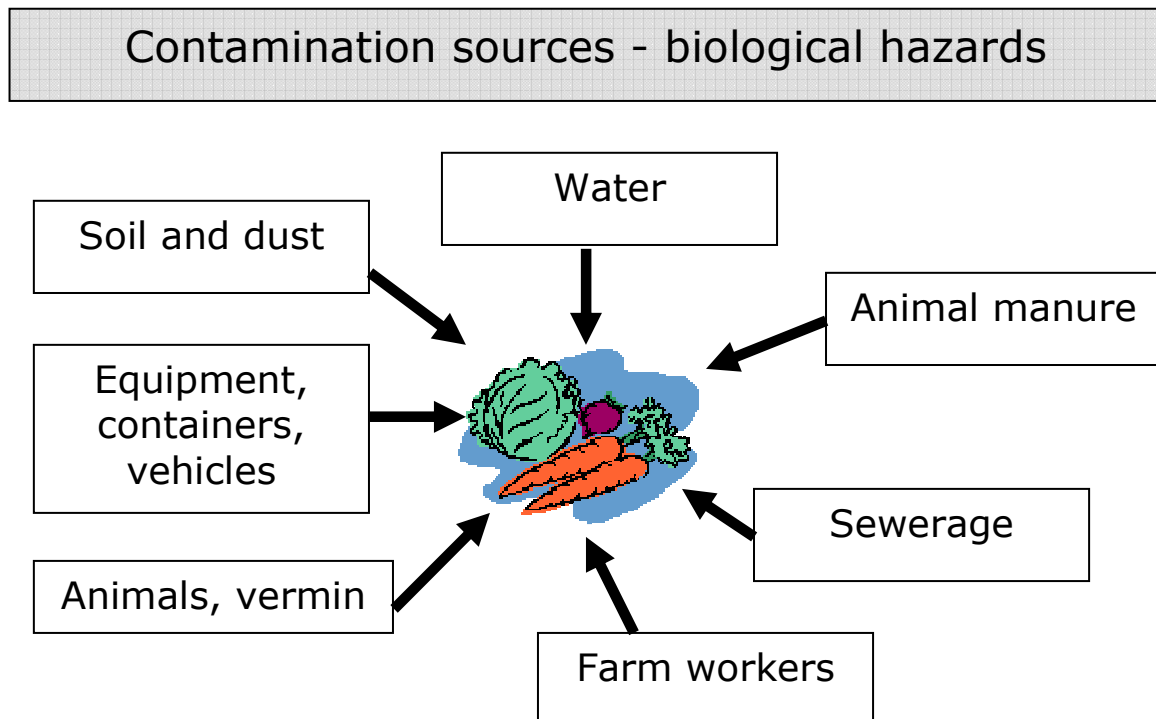 Contamination sources - biological hazards
Water
Soil and dust
Animal manure
Equipment,
containers,
vehicles
Sewerage
Animals, vermin
Farm workers